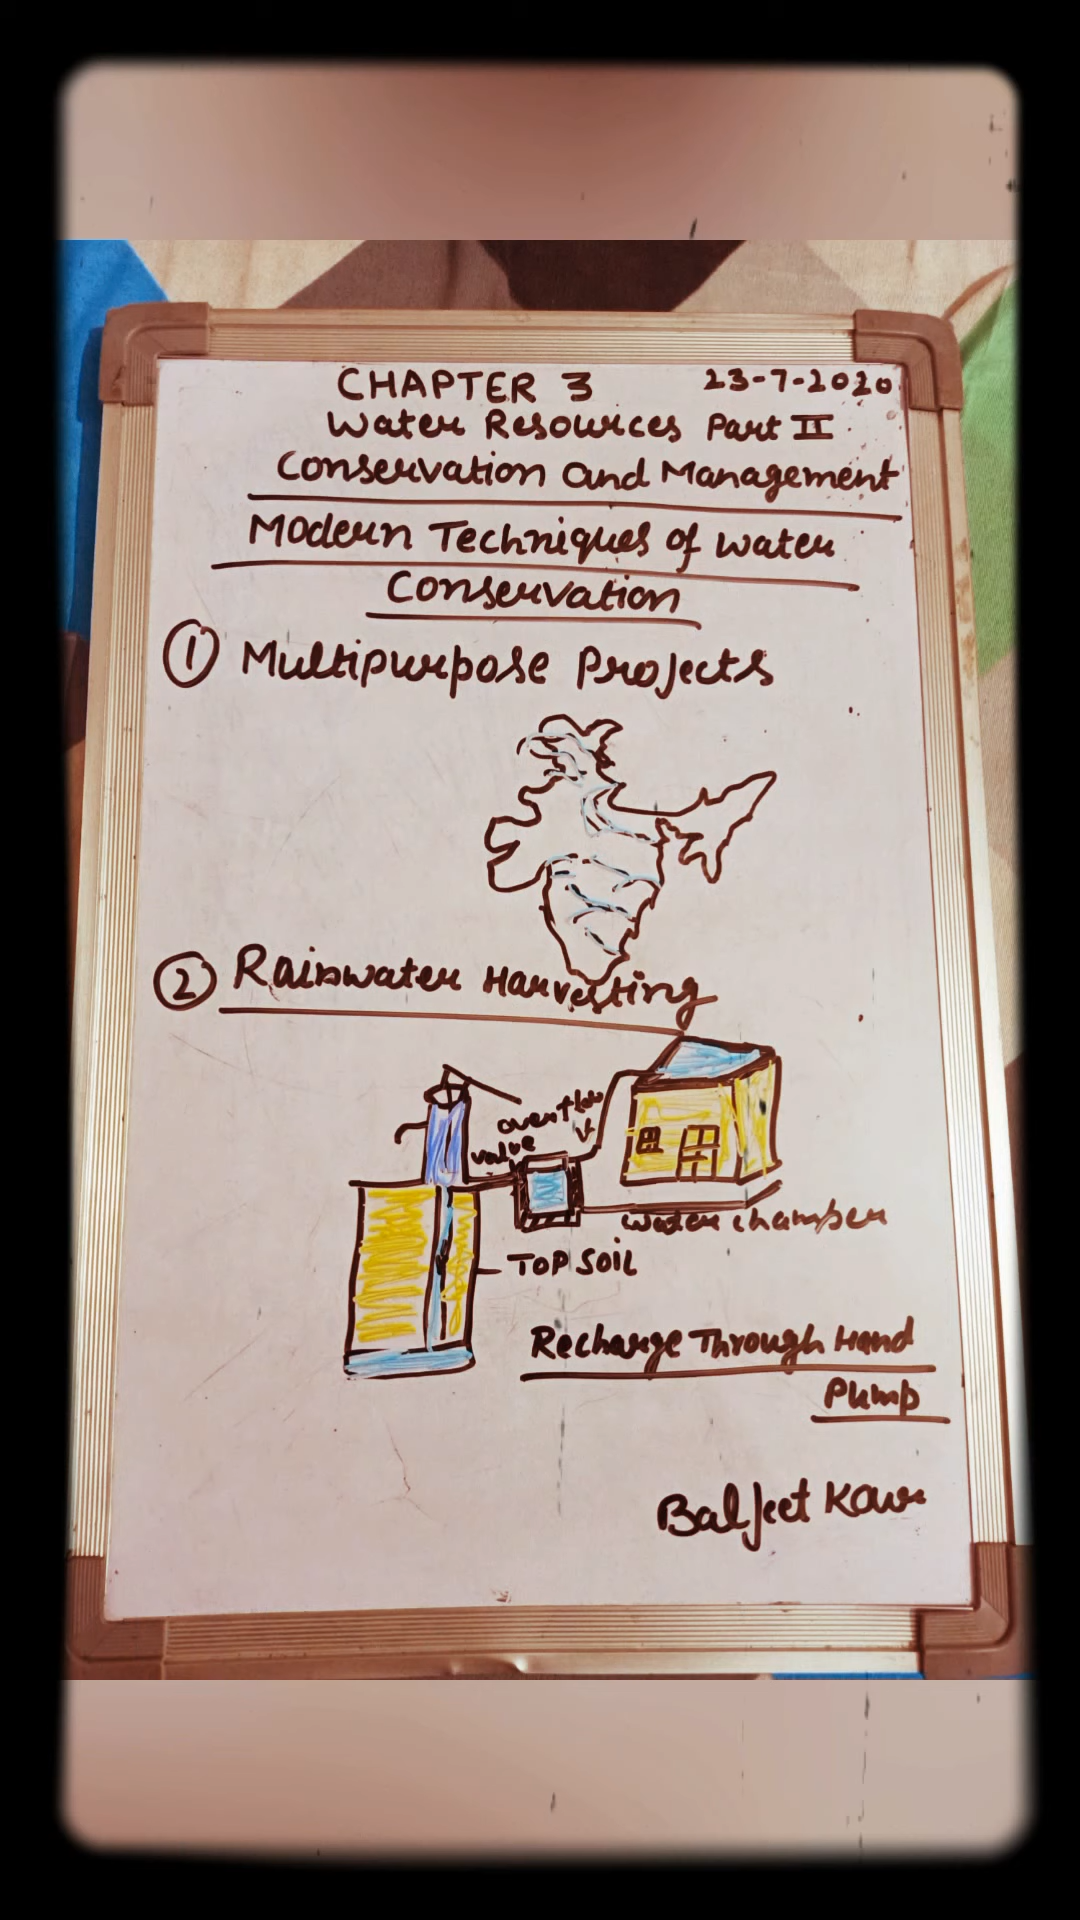 CHAPTER 3 23-7-2020
Water Resources Part II
Conservation and Management
Modern Techniques of water
Conservation
① Multipurpose Projects
② Rainwater Harvesting
overflow
valve
water chamber
TOP SOIL
Recharge Through Hand
Pump
Baljeet Kaur